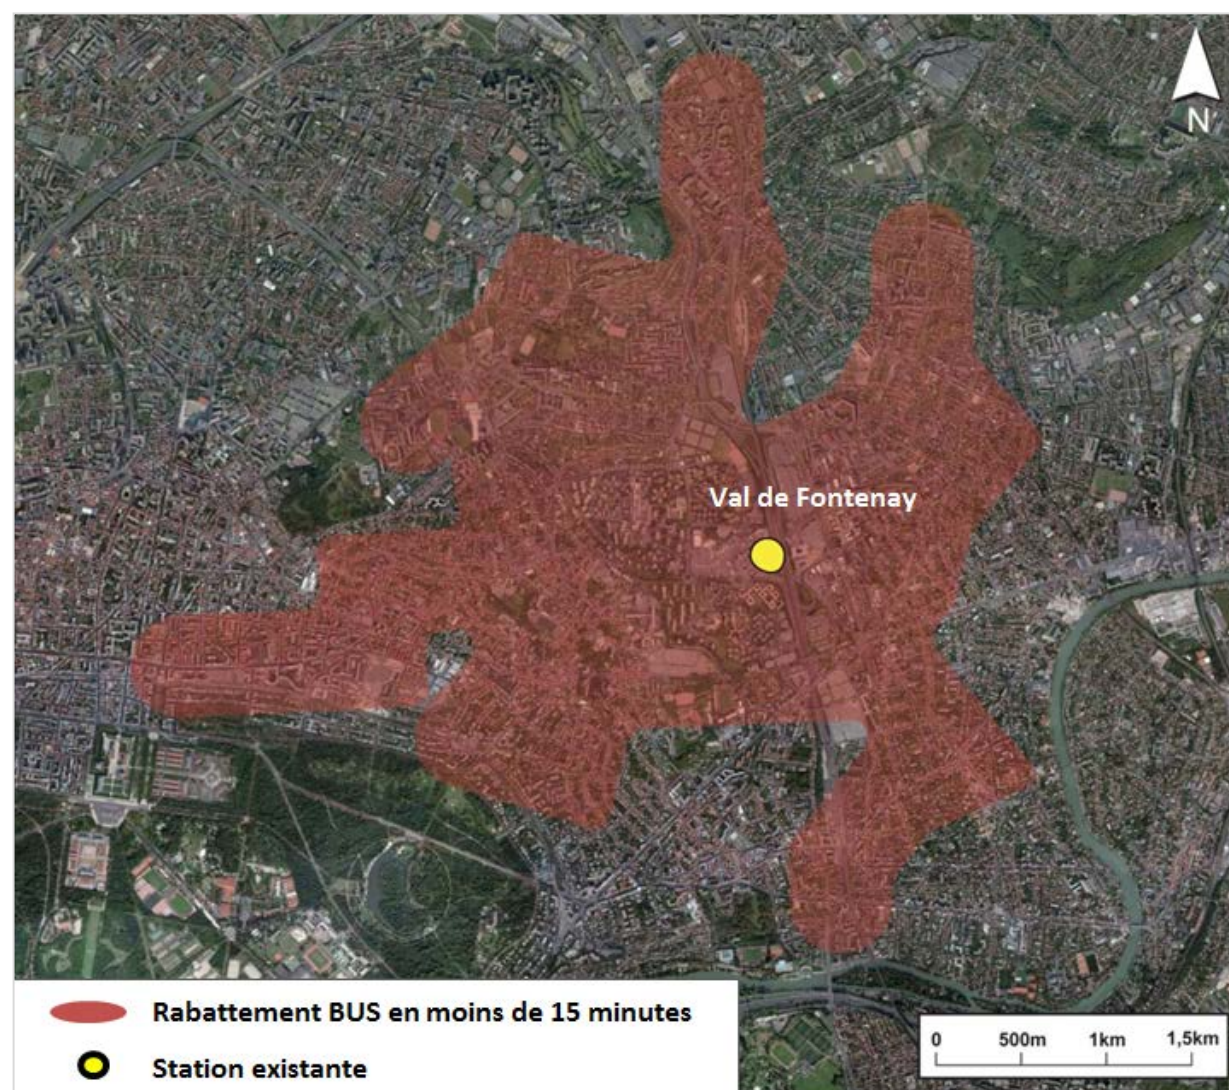 N
Val de Fontenay
Rabattement BUS en moins de 15 minutes
Station existante
0 500m 1km 1,5km